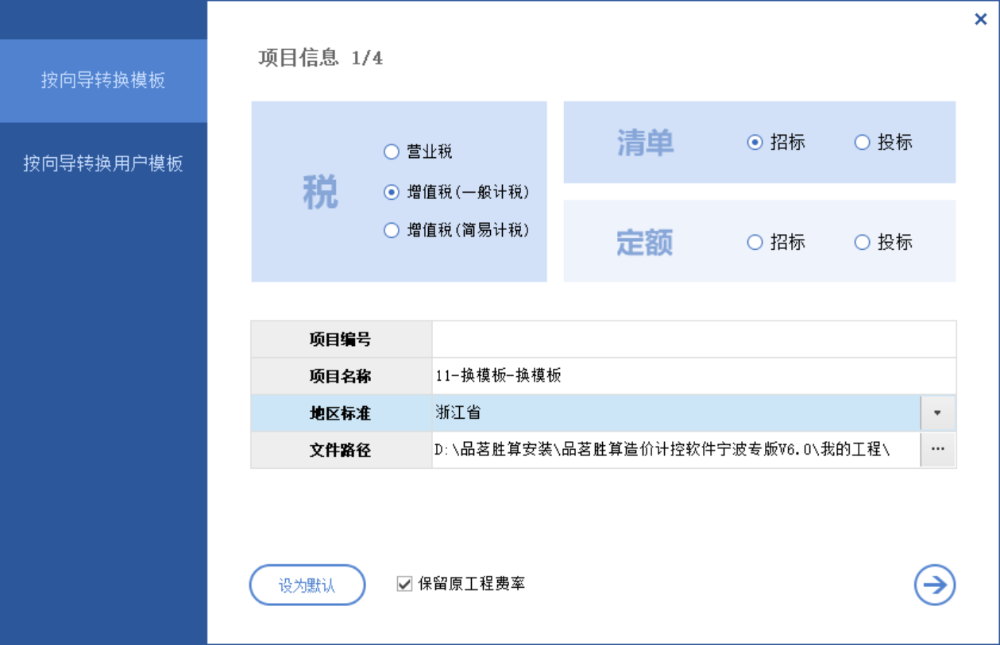 按向导转换模板
按向导转换用户模板
项目信息 1/4
税
营业税
增值税(一般计税)
增值税(简易计税)
清单 招标 投标
定额 招标 投标
项目编号
项目名称 11-换模板-换模板
地区标准 浙江省
文件路径 D:\品茗胜算安装\品茗胜算造价计控软件宁波专版V6.0\我的工程\ ...
设为默认 保留原工程费率